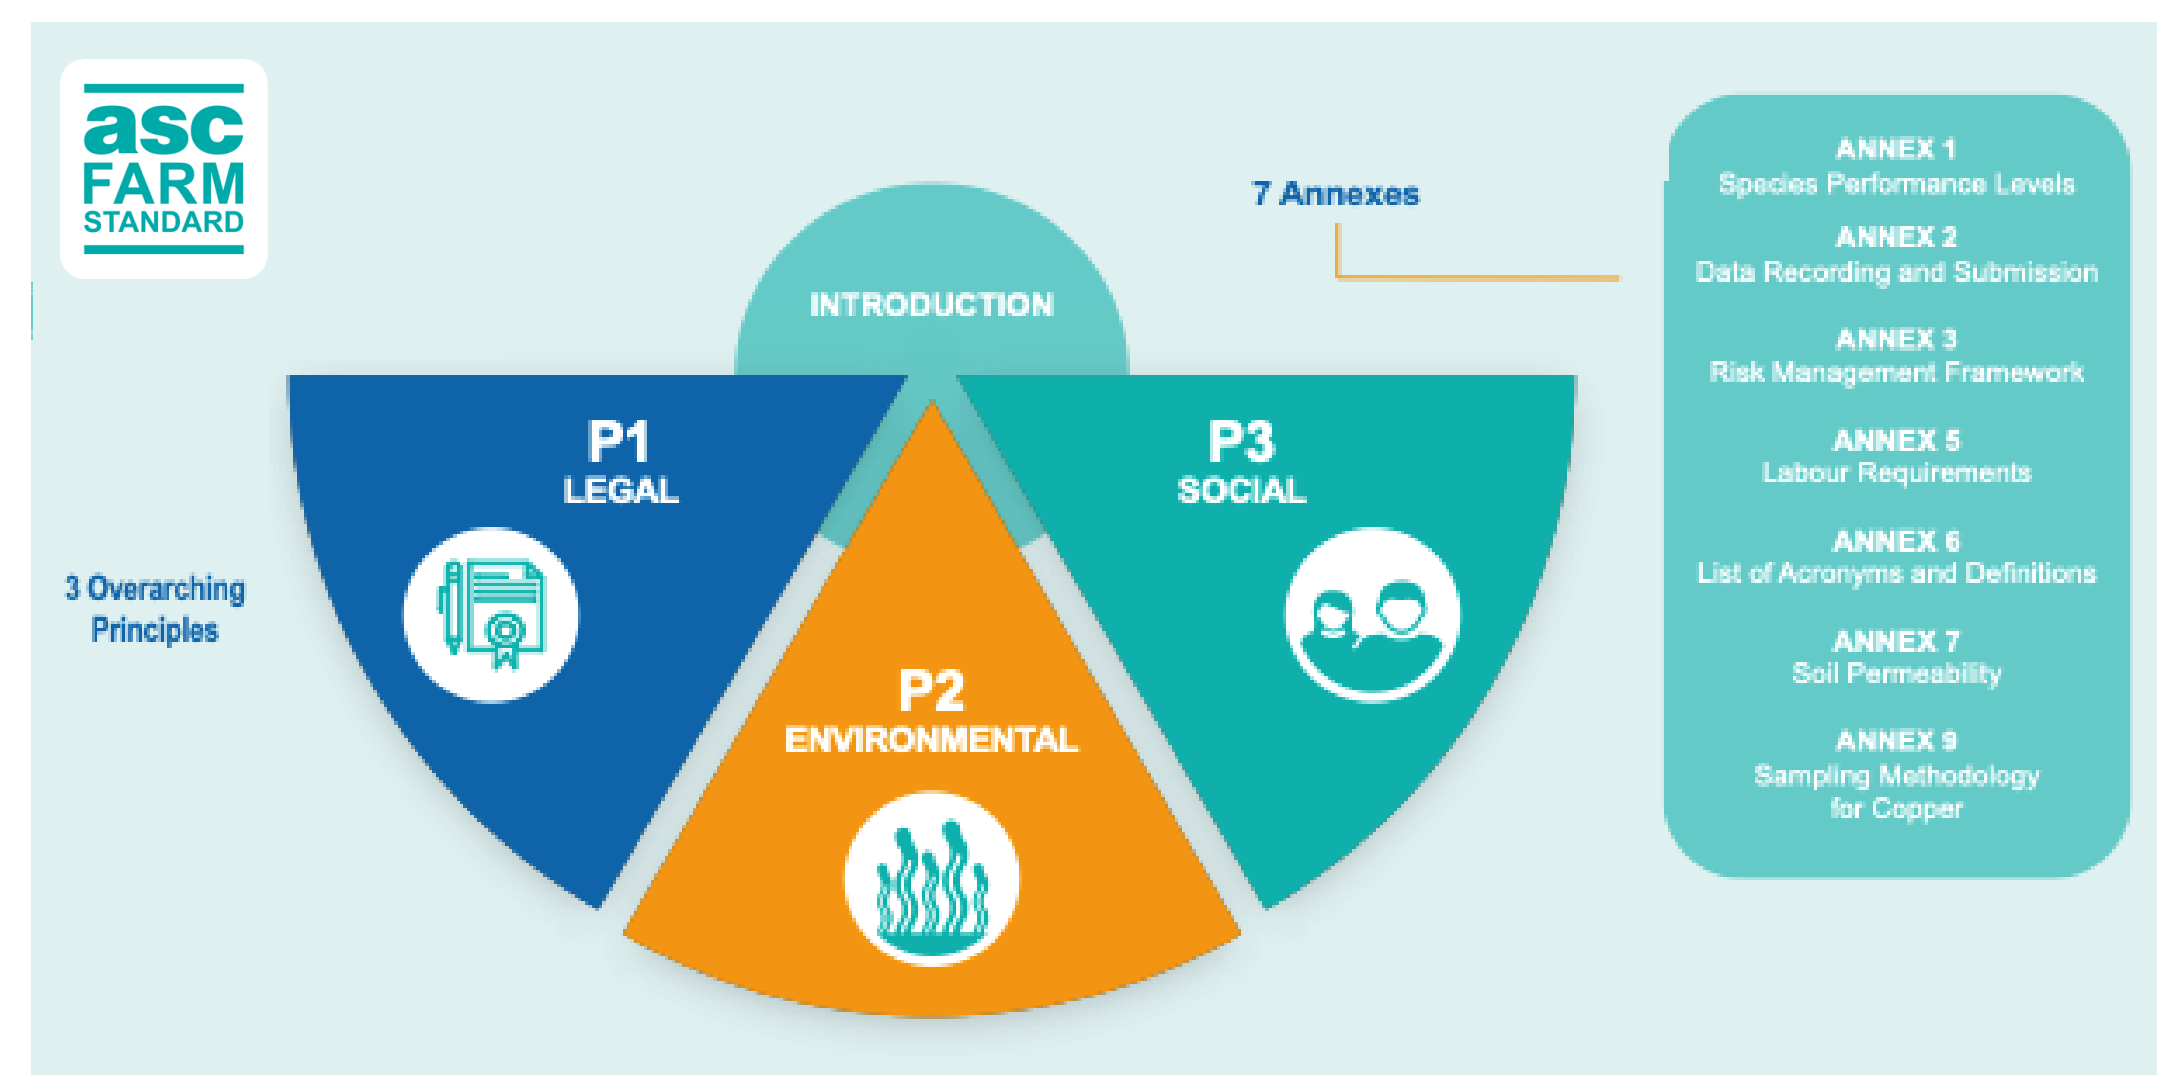 asc
FARM
STANDARD
7 Annexes
INTRODUCTION
P1
LEGAL
P3
SOCIAL
3 Overarching
Principles
P2
ENVIRONMENTAL
ANNEX 1
Species Performance Levels
ANNEX 2
Data Recording and Submission
ANNEX 3
Risk Management Framework
ANNEX 5
Labour Requirements
ANNEX 6
List of Acronyms and Definitions
ANNEX 7
Soil Permeability
ANNEX 9
Sampling Methodology
for Copper